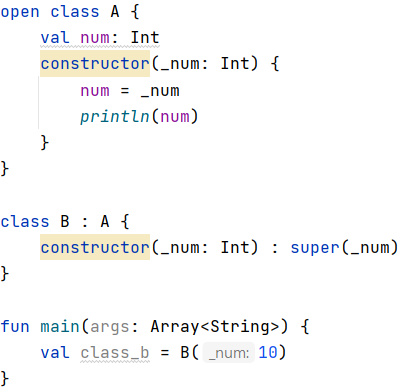 open class A {
    val num: Int
    constructor(_num: Int) {
        num = _num
        println(num)
    }
}

class B : A {
    constructor(_num: Int) : super(_num)
}

fun main(args: Array<String>) {
    val class_b = B( _num: 10)
}